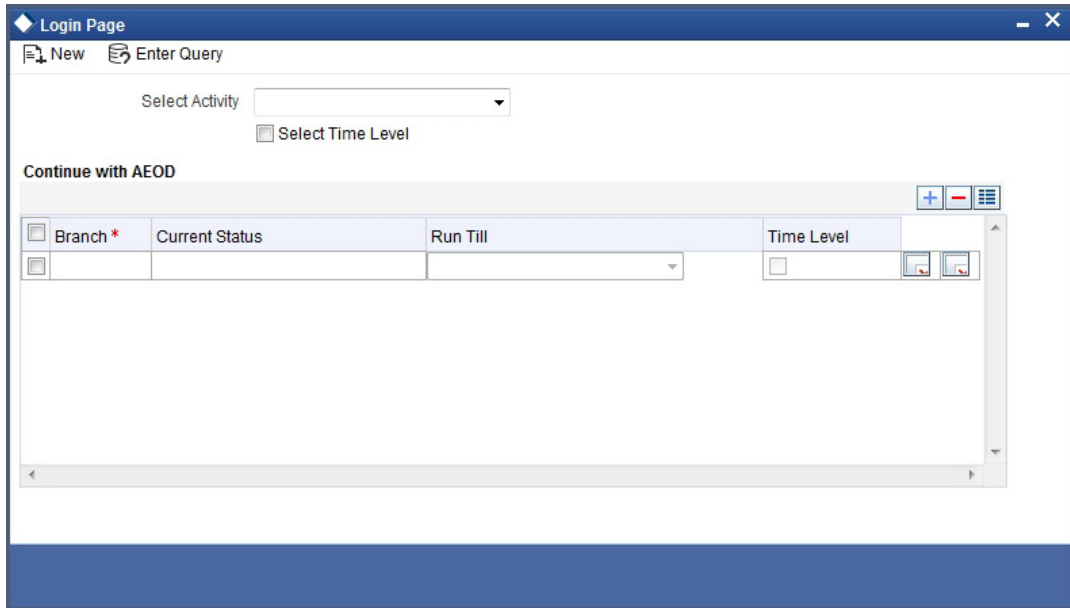 Login Page
New Enter Query
Select Activity
Select Time Level
Continue with AEOD
Branch * Current Status Run Till Time Level